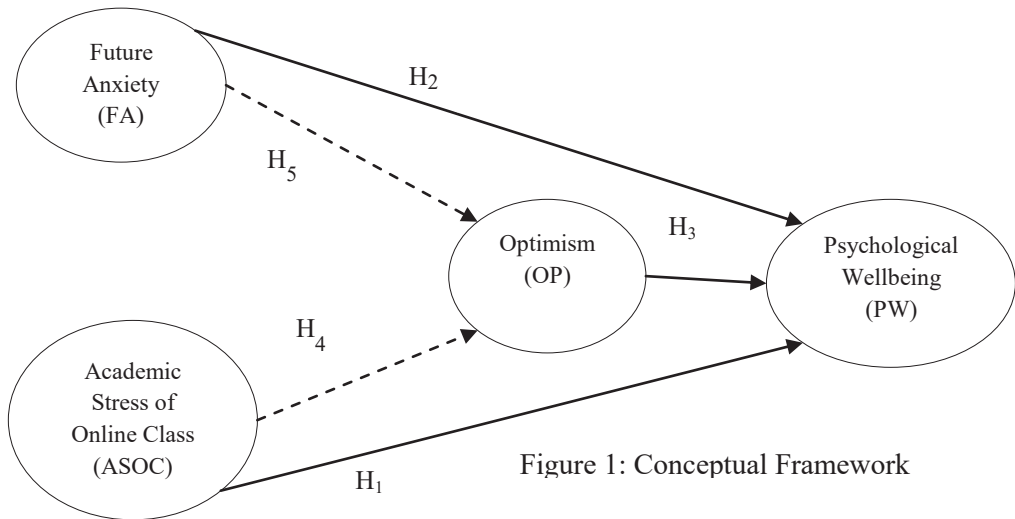 Future
Anxiety
(FA)
H2
H5
Optimism
(OP)
H3
Psychological
Wellbeing
(PW)
H4
Academic
Stress of
Online Class
(ASOC)
H1
Figure 1: Conceptual Framework